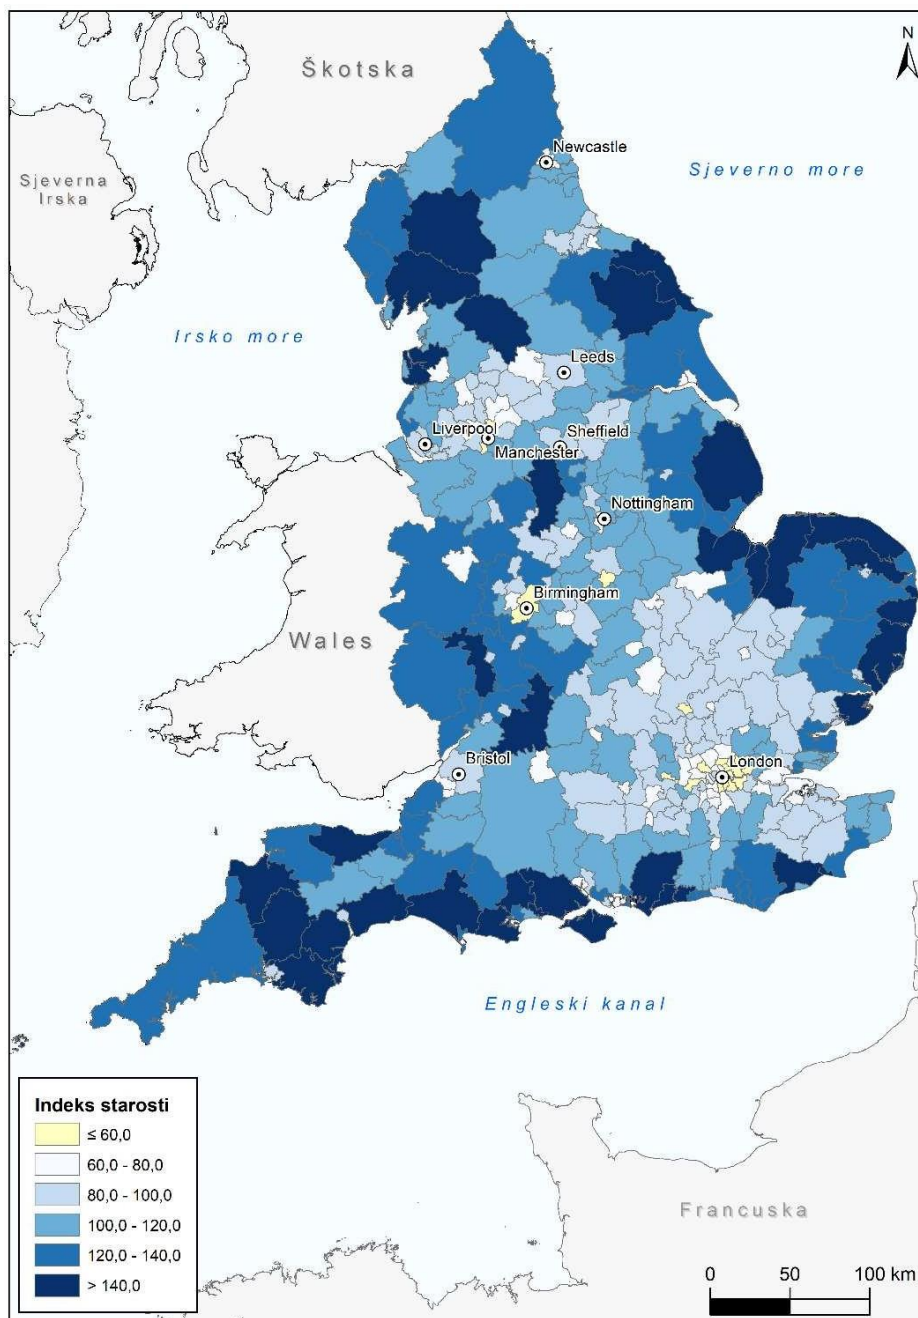 Škotska
N
Newcastle
Sjeverna
Irska
Sjeverno more
Irsko more
Leeds
Liverpool
Sheffield
Manchester
Nottingham
Birmingham
Wales
Bristol
London
Engleski kanal
Indeks starosti
≤ 60,0
60,0 - 80,0
80,0 - 100,0
100,0 - 120,0
120,0 - 140,0
> 140,0
Francuska
0 50 100 km